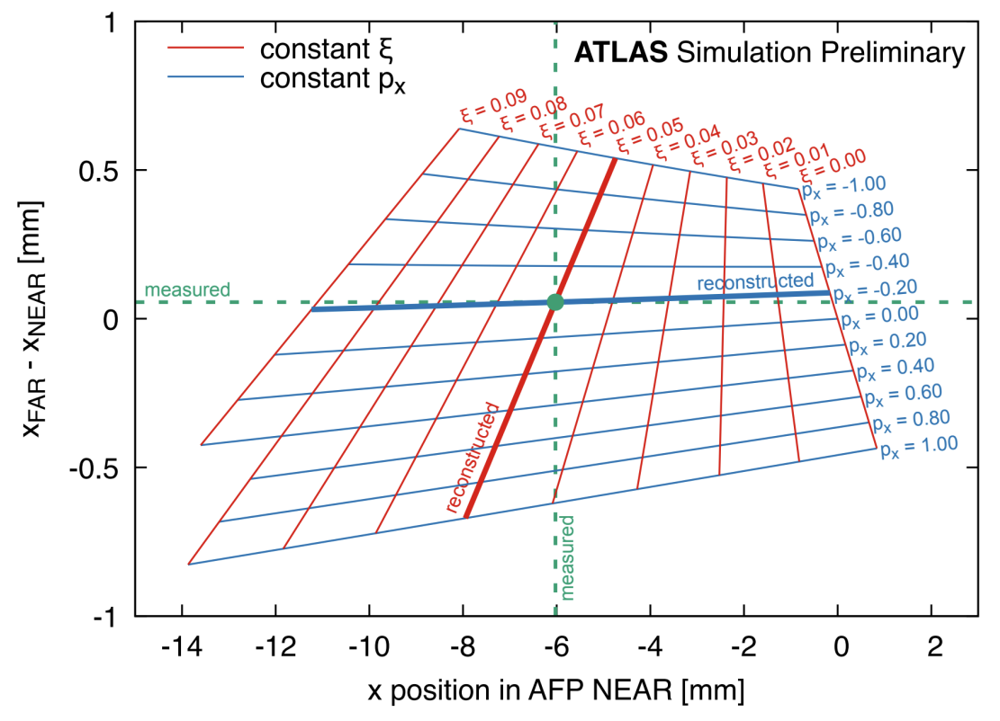 constant ξ
constant pₓ
ATLAS Simulation Preliminary
ξ = 0.09
ξ = 0.08
ξ = 0.07
ξ = 0.06
ξ = 0.05
ξ = 0.04
ξ = 0.03
ξ = 0.02
ξ = 0.01
ξ = 0.00
pₓ = -1.00
pₓ = -0.80
pₓ = -0.60
pₓ = -0.40
pₓ = -0.20
pₓ = 0.00
pₓ = 0.20
pₓ = 0.40
pₓ = 0.60
pₓ = 0.80
pₓ = 1.00
measured
reconstructed
reconstructed
measured
1
0.5
0
-0.5
-1
xFAR - xNEAR [mm]
-14 -12 -10 -8 -6 -4 -2 0 2
x position in AFP NEAR [mm]